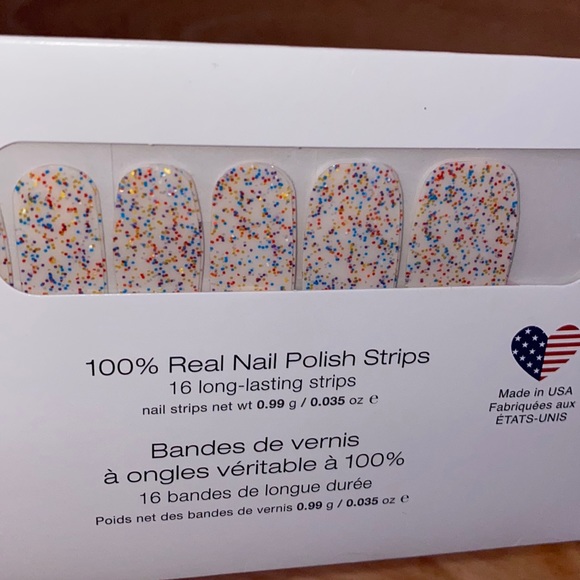 100% Real Nail Polish Strips
16 long-lasting strips
nail strips net wt 0.99 g / 0.035 oz ℮
Bandes de vernis
à ongles véritable à 100%
16 bandes de longue durée
Poids net des bandes de vernis 0.99 g / 0.035 oz ℮
Made in USA
Fabriquées aux
ÉTATS-UNIS